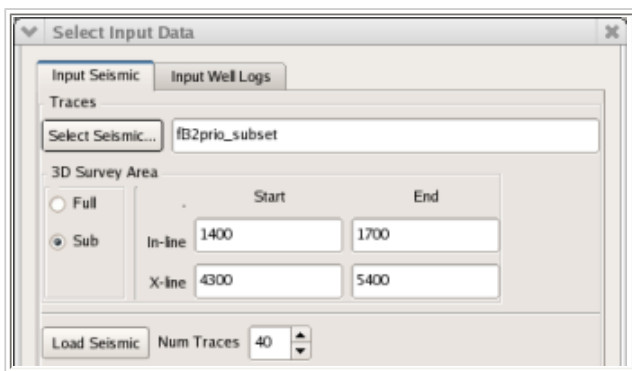 Select Input Data
Input Seismic Input Well Logs
Traces
Select Seismic... fB2prio_subset
3D Survey Area
Full Start End
Sub In-line 1400 1700
X-line 4300 5400
Load Seismic Num Traces 40